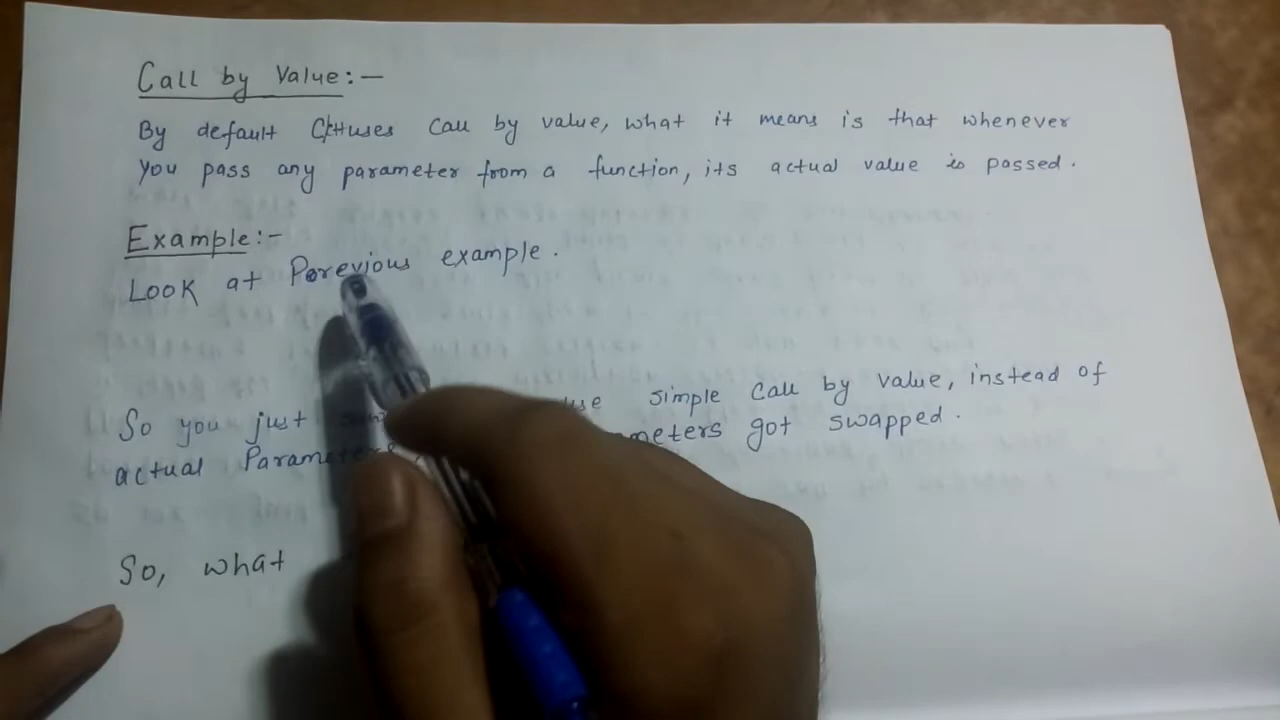 Call by Value:-
By default C/C++ uses Call by value, what it means is that whenever
You pass any parameter from a function, its actual value is passed.
Example:-
Look at Porevious example.
So you just use simple Call by value, instead of
actual Parameters, got swapped.
So, what